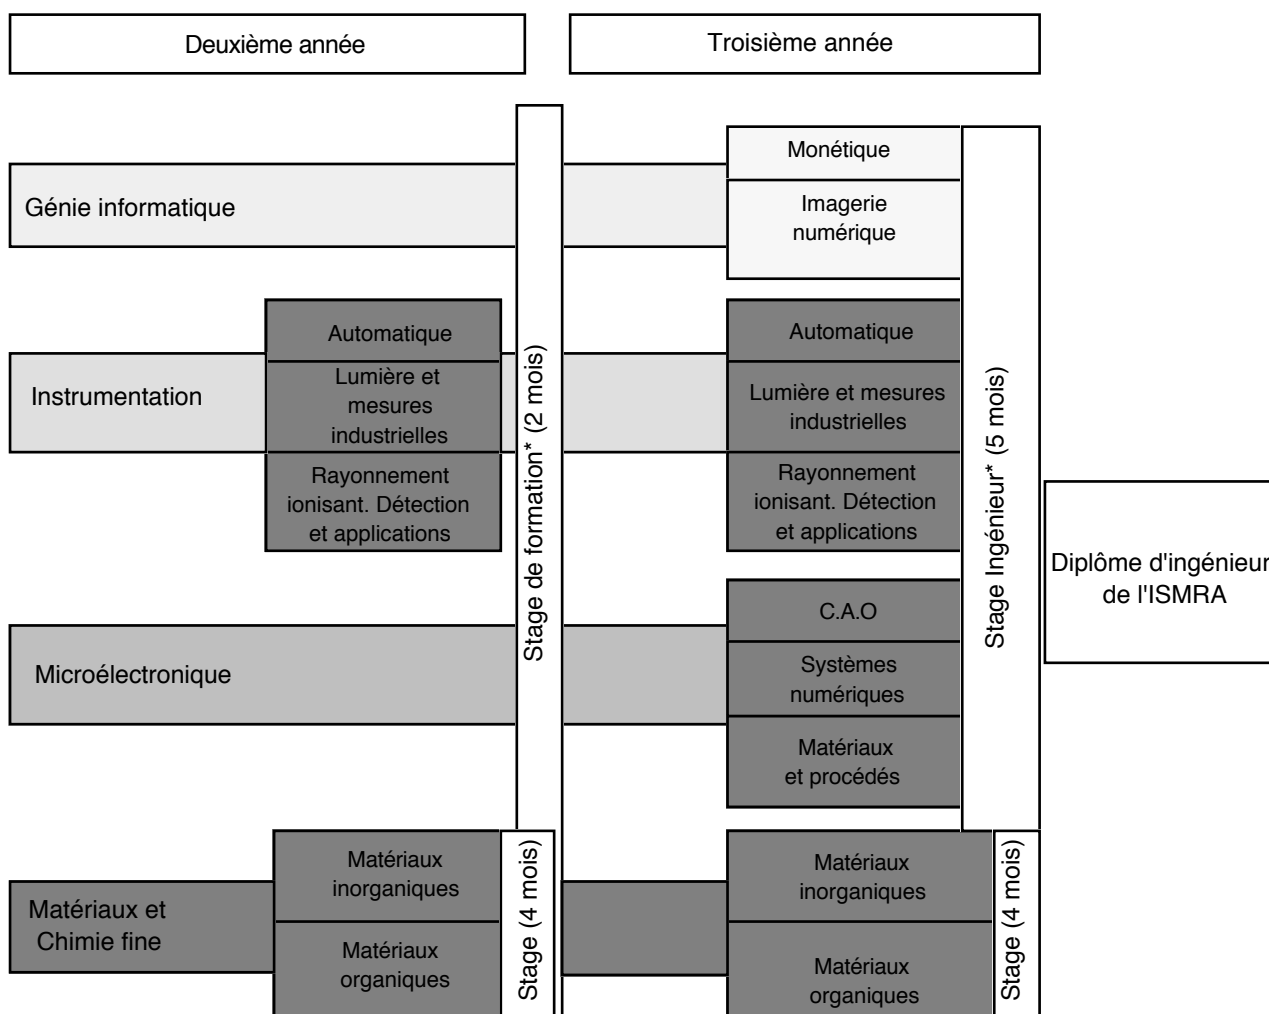 Deuxième année
Troisième année
Génie informatique
Monétique
Imagerie
numérique
Instrumentation
Automatique
Lumière et
mesures
industrielles
Rayonnement
ionisant. Détection
et applications
Stage de formation* (2 mois)
Automatique
Lumière et mesures
industrielles
Rayonnement
ionisant. Détection
et applications
Stage Ingénieur* (5 mois)
Diplôme d'ingénieur
de l'ISMRA
Microélectronique
C.A.O
Systèmes
numériques
Matériaux
et procédés
Matériaux et
Chimie fine
Matériaux
inorganiques
Matériaux
organiques
Stage (4 mois)
Matériaux
inorganiques
Matériaux
organiques
Stage (4 mois)